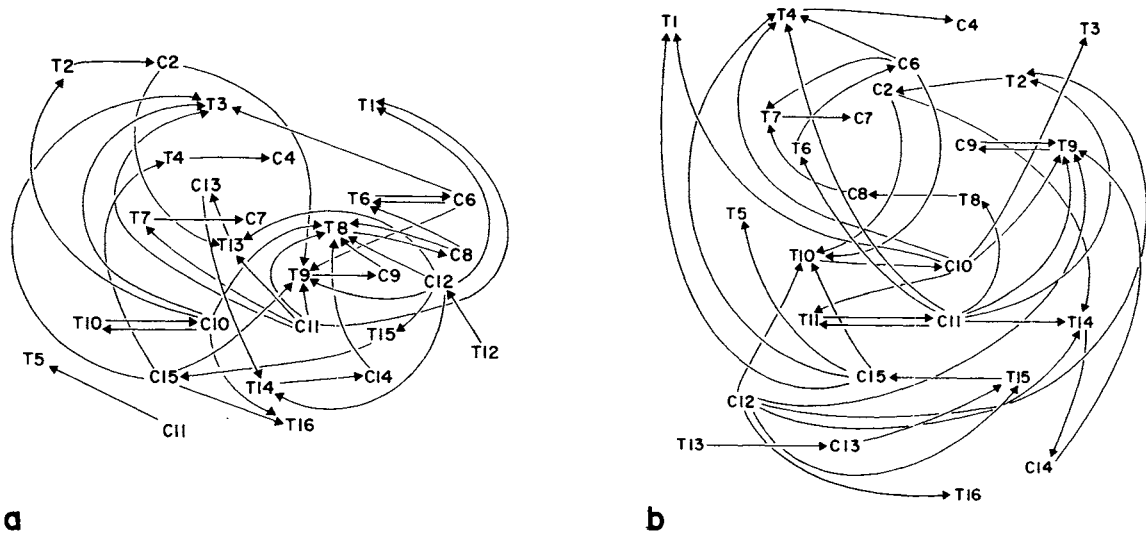 T2 C2
T3 T1
T4 C4
C13
T6 C6
T7 C7
T13 T8
C8
T9 C9
C12
T10 C10
C11
T15
T12
T5
C15
T14 C14
T16
C11
a
T1 T4 C4
T3
C6
C2 T2
T7 C7
T6
C9 T9
C8 T8
T5
T10 C10
T11 C11 T14
C15 T15
C12
T13 C13
C14
T16
b